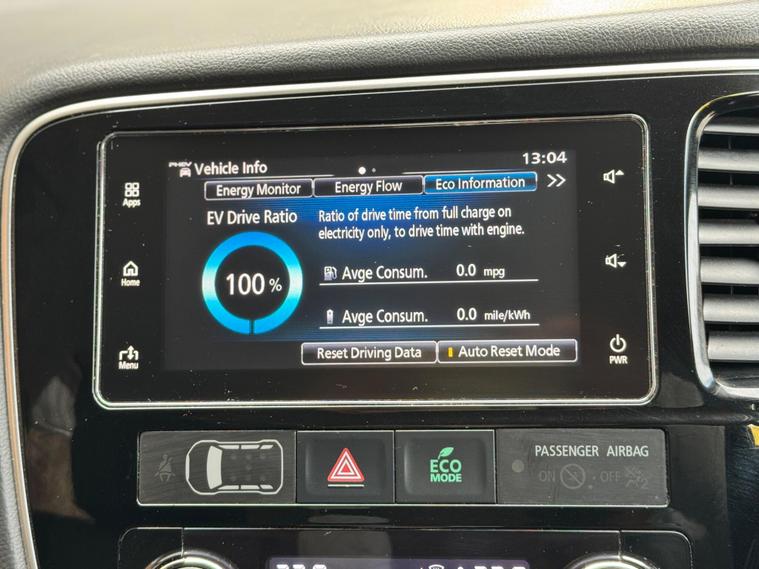 PHEV Vehicle Info 13:04
Energy Monitor Energy Flow Eco Information >>
Apps
EV Drive Ratio
Ratio of drive time from full charge on
electricity only, to drive time with engine.
Home
100 %
Avge Consum. 0.0 mpg
Avge Consum. 0.0 mile/kWh
Menu
Reset Driving Data Auto Reset Mode
PWR
ECO
MODE
PASSENGER AIRBAG
ON OFF